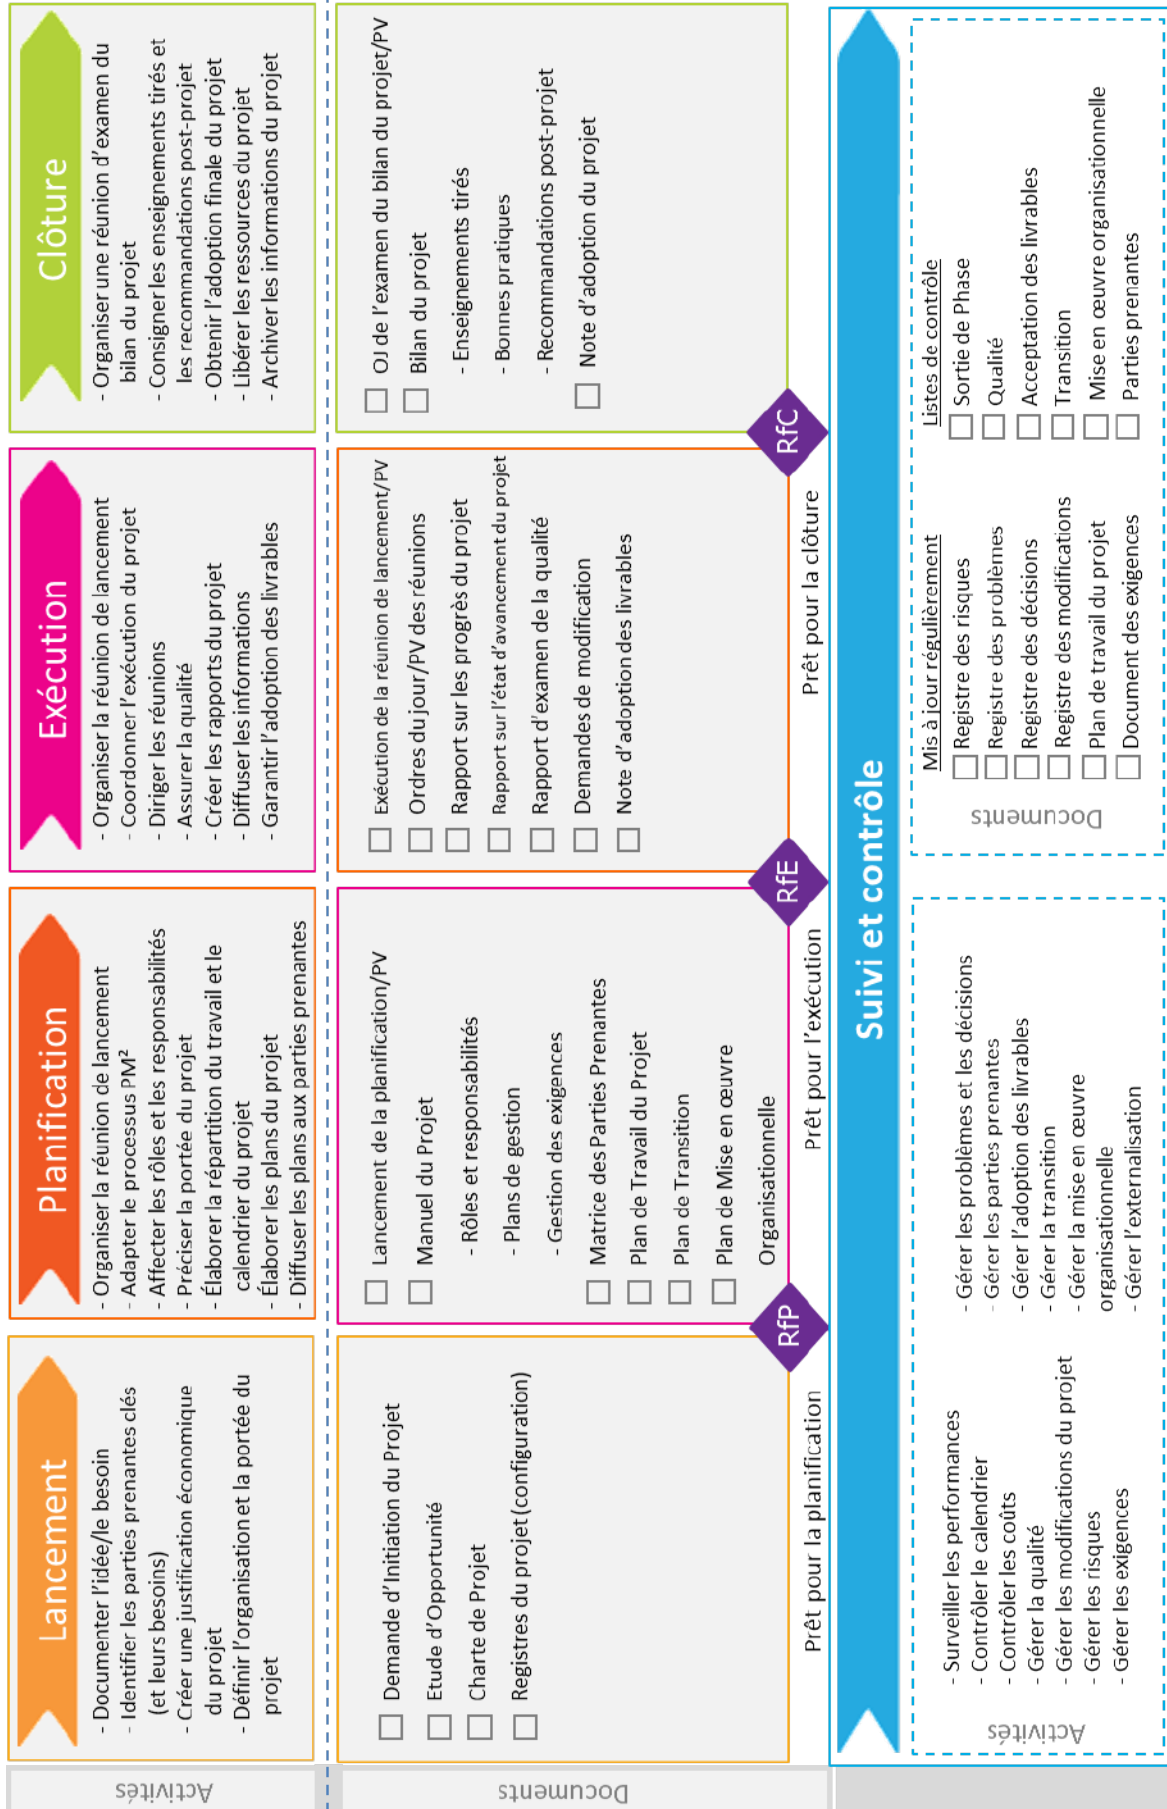 Activités
Lancement
- Documenter l'idée/le besoin
- Identifier les parties prenantes clés
(et leurs besoins)
- Créer une justification économique
du projet
- Définir l'organisation et la portée du
projet
Planification
- Organiser la réunion de lancement
- Adapter le processus PM²
- Affecter les rôles et les responsabilités
- Préciser la portée du projet
- Élaborer la répartition du travail et le
calendrier du projet
- Élaborer les plans du projet
- Diffuser les plans aux parties prenantes
Exécution
- Organiser la réunion de lancement
- Coordonner l'exécution du projet
- Diriger les réunions
- Assurer la qualité
- Créer les rapports du projet
- Diffuser les informations
- Garantir l'adoption des livrables
Clôture
- Organiser une réunion d'examen du
bilan du projet
- Consigner les enseignements tirés et
les recommandations post-projet
- Obtenir l'adoption finale du projet
- Libérer les ressources du projet
- Archiver les informations du projet
Documents
Demande d'Initiation du Projet
Etude d'Opportunité
Charte de Projet
Registres du projet (configuration)
Lancement de la planification/PV
Manuel du Projet
- Rôles et responsabilités
- Plans de gestion
- Gestion des exigences
Matrice des Parties Prenantes
Plan de Travail du Projet
Plan de Transition
Plan de Mise en œuvre
Organisationnelle
Exécution de la réunion de lancement/PV
Ordres du jour/PV des réunions
Rapport sur les progrès du projet
Rapport sur l'état d'avancement du projet
Rapport d'examen de la qualité
Demandes de modification
Note d'adoption des livrables
OJ de l'examen du bilan du projet/PV
Bilan du projet
- Enseignements tirés
- Bonnes pratiques
- Recommandations post-projet
Note d'adoption du projet
RfP
RfE
RfC
Prêt pour la planification
Prêt pour l'exécution
Prêt pour la clôture
Suivi et contrôle
Activités
- Surveiller les performances
- Contrôler le calendrier
- Contrôler les coûts
- Gérer la qualité
- Gérer les modifications du projet
- Gérer les risques
- Gérer les exigences
- Gérer les problèmes et les décisions
- Gérer les parties prenantes
- Gérer l'adoption des livrables
- Gérer la transition
- Gérer la mise en œuvre
organisationnelle
- Gérer l'externalisation
Documents
Mis à jour régulièrement
Registre des risques
Registre des problèmes
Registre des décisions
Registre des modifications
Plan de travail du projet
Document des exigences
Listes de contrôle
Sortie de Phase
Qualité
Acceptation des livrables
Transition
Mise en œuvre organisationnelle
Parties prenantes